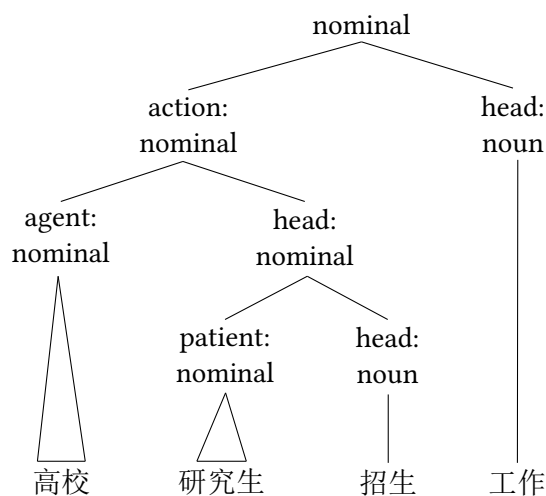 nominal
action:
nominal
head:
noun
agent:
nominal
head:
nominal
patient:
nominal
head:
noun
高校 研究生 招生 工作